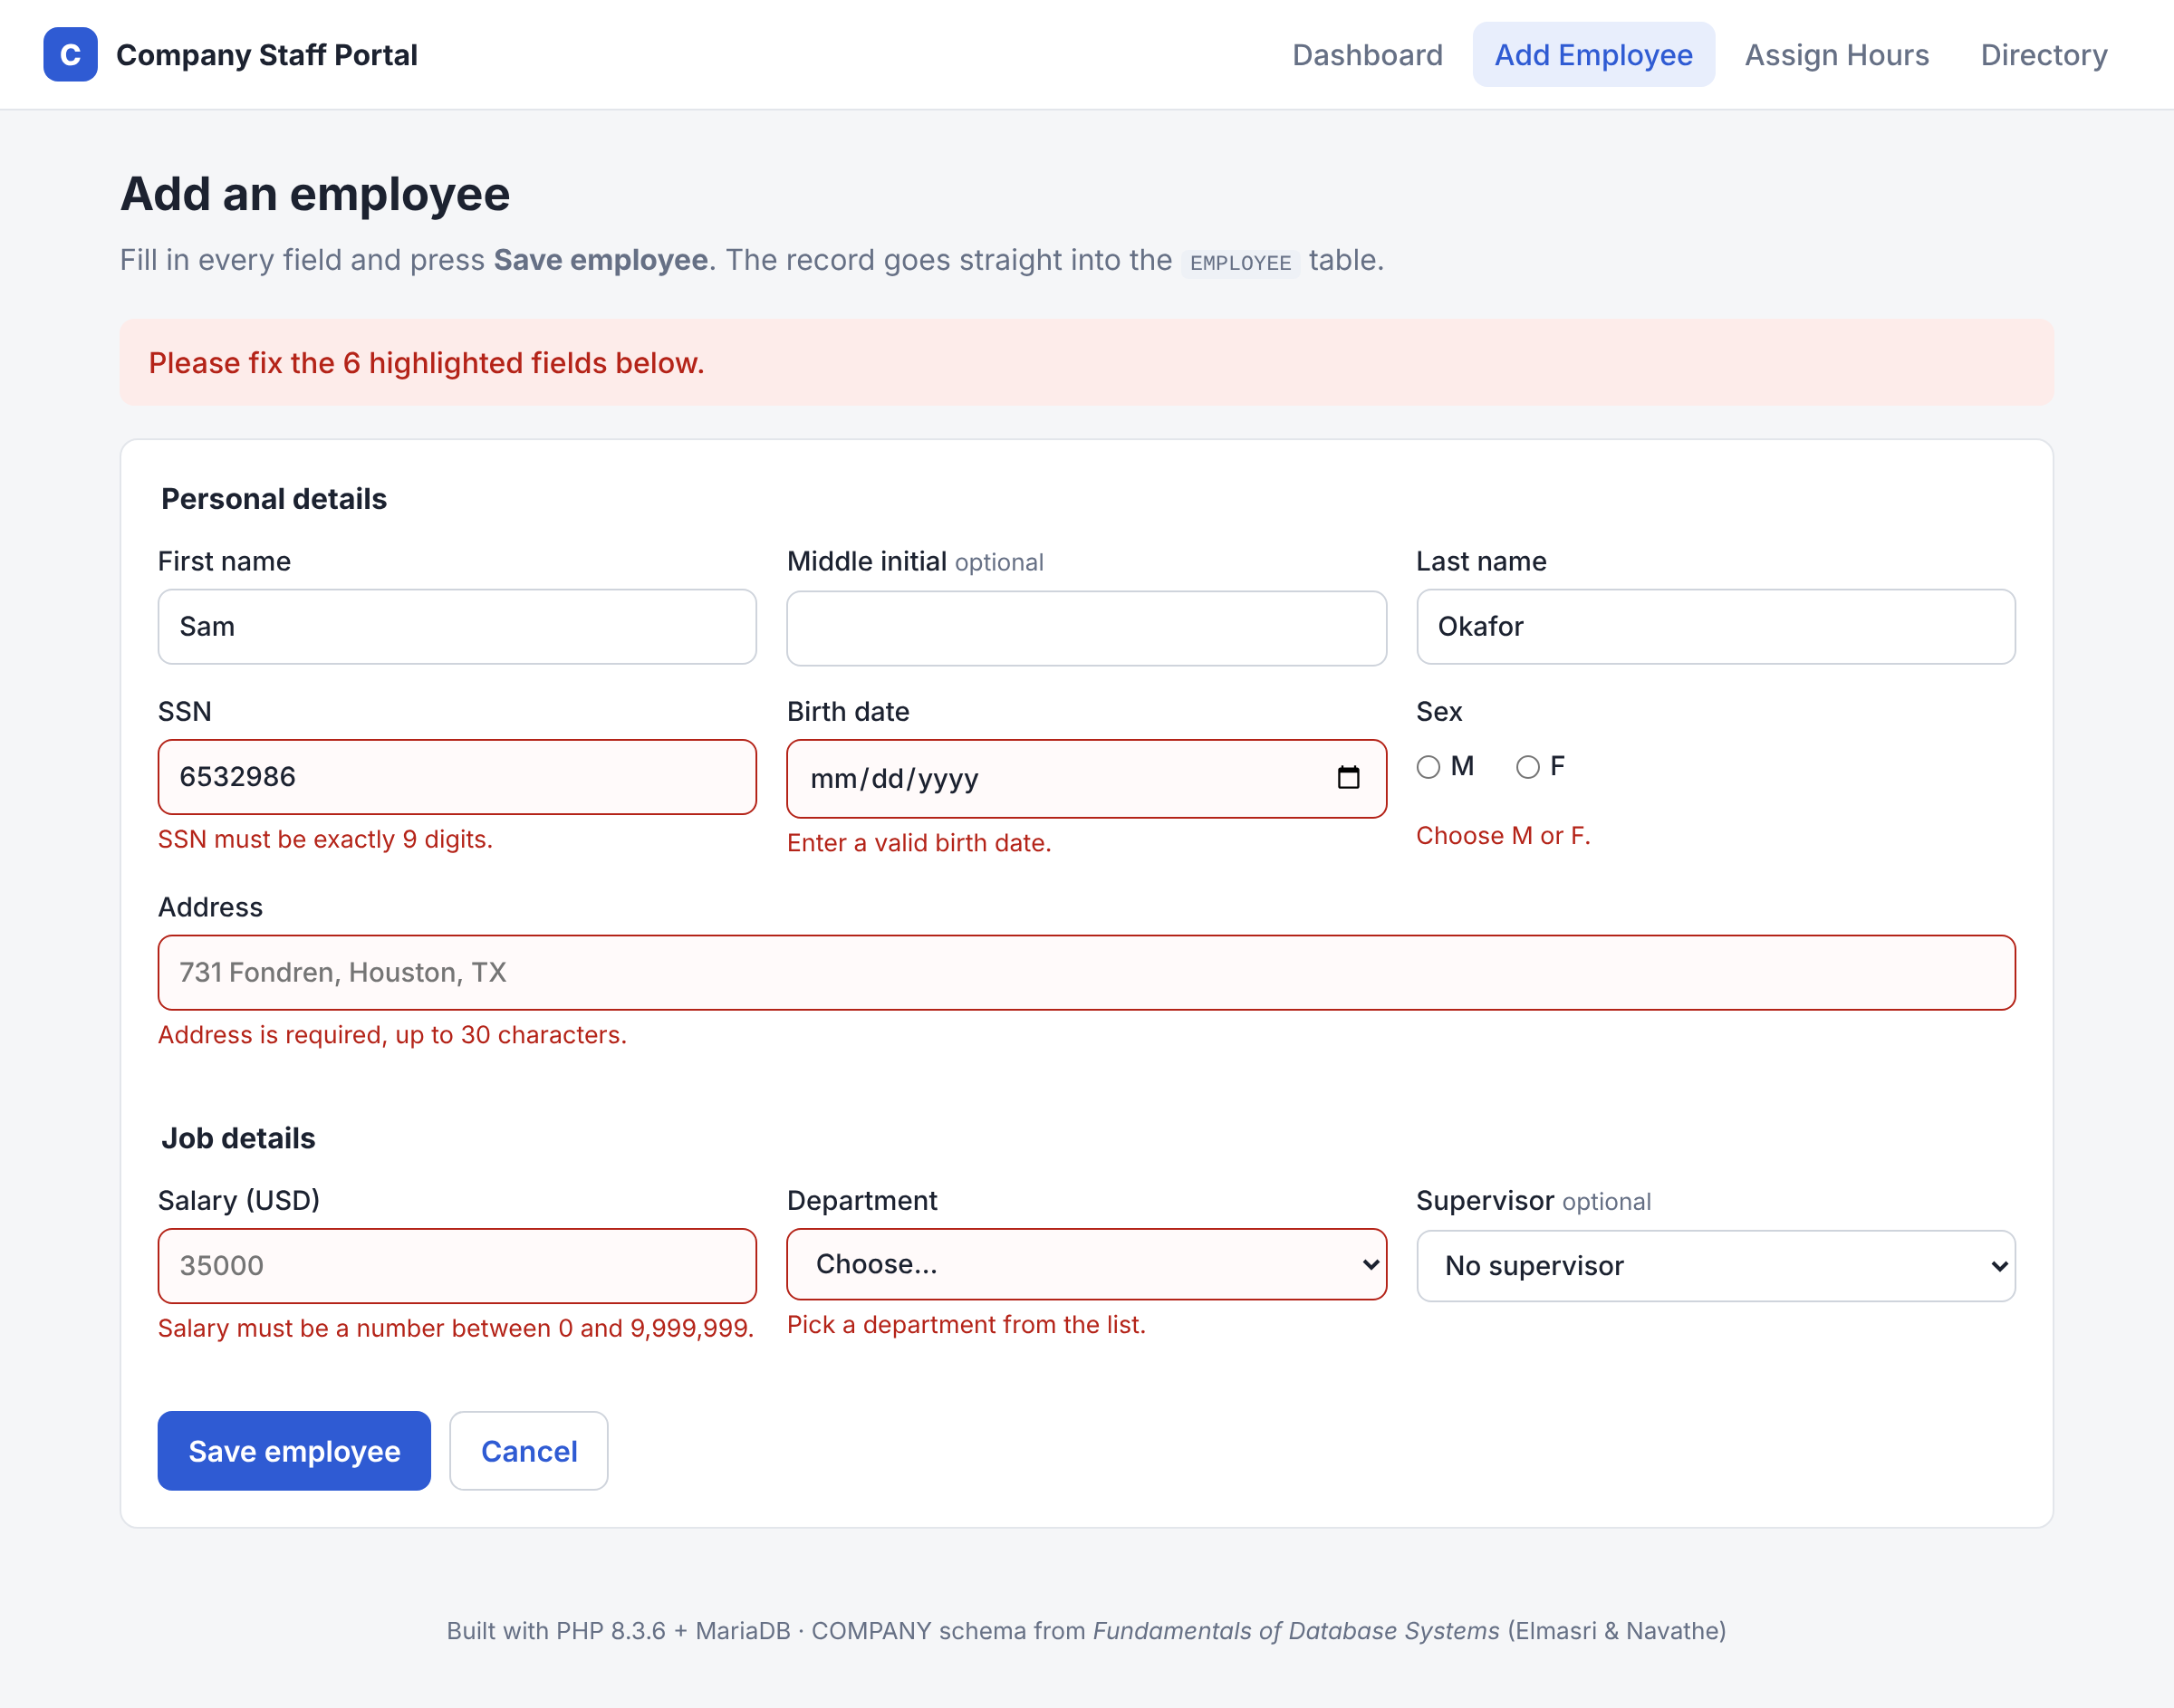 C Company Staff Portal Dashboard Add Employee Assign Hours Directory
Add an employee
Fill in every field and press Save employee. The record goes straight into the EMPLOYEE table.
Please fix the 6 highlighted fields below.
Personal details
First name Middle initial optional Last name
Sam Okafor
SSN Birth date Sex
6532986 mm/dd/yyyy M F
SSN must be exactly 9 digits. Enter a valid birth date. Choose M or F.
Address
731 Fondren, Houston, TX
Address is required, up to 30 characters.
Job details
Salary (USD) Department Supervisor optional
35000 Choose... No supervisor
Salary must be a number between 0 and 9,999,999. Pick a department from the list.
Save employee Cancel
Built with PHP 8.3.6 + MariaDB · COMPANY schema from Fundamentals of Database Systems (Elmasri & Navathe)